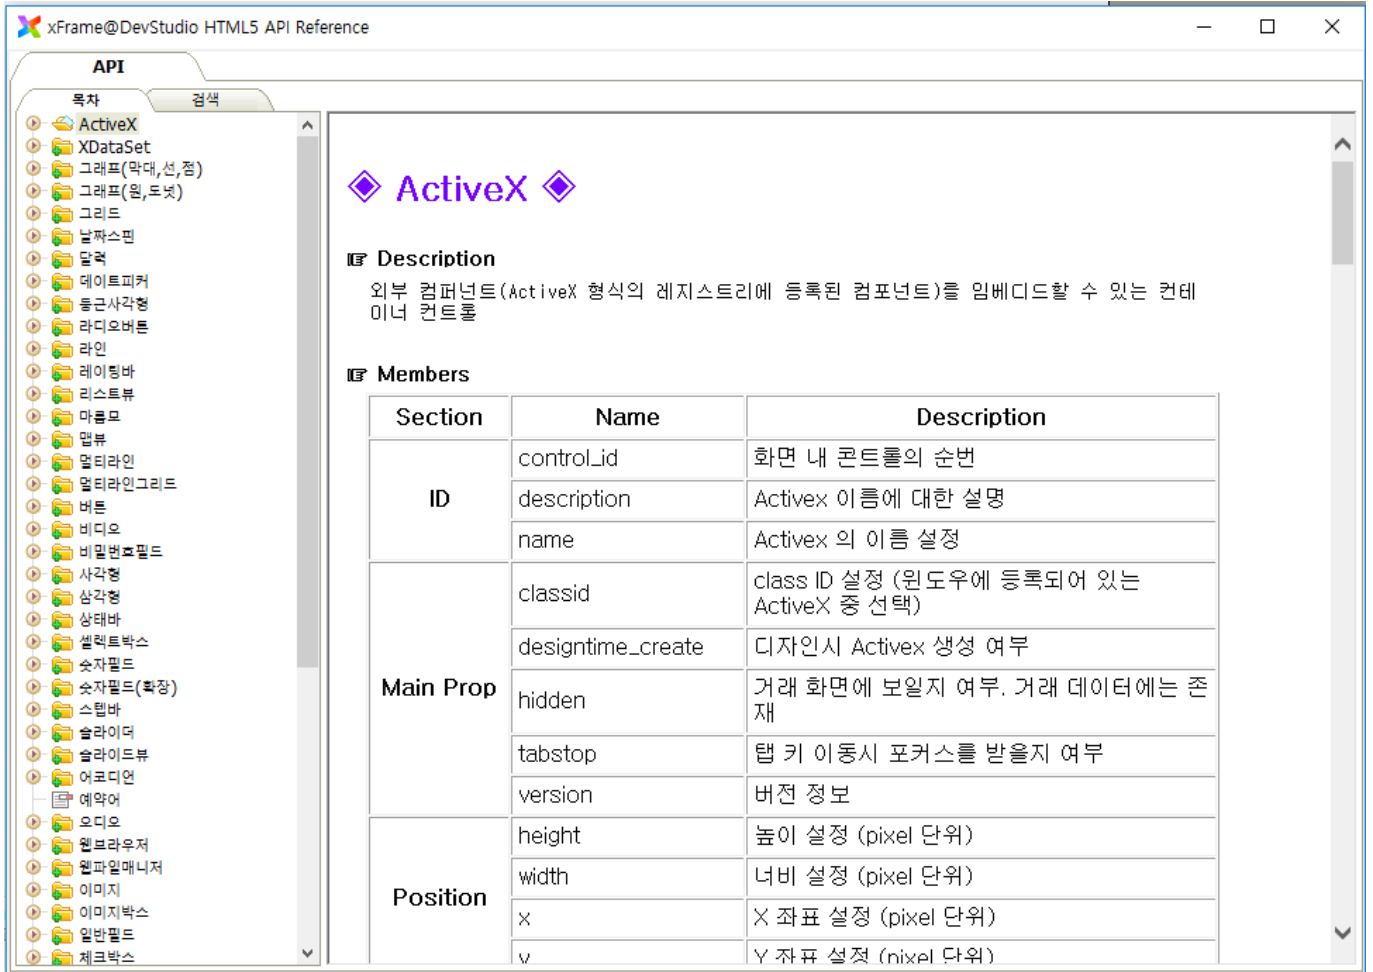 xFrame@DevStudio HTML5 API Reference
API
목차
검색
ActiveX
XDataSet
그래프(막대,선,점)
그래프(원,도넛)
그리드
날짜스핀
달력
데이트피커
둥근사각형
라디오버튼
라인
레이팅바
리스트뷰
마름모
맵뷰
멀티라인
멀티라인그리드
버튼
비디오
비밀번호필드
사각형
삼각형
상태바
셀렉트박스
숫자필드
숫자필드(확장)
스텝바
슬라이더
슬라이드뷰
어코디언
예약어
오디오
웹브라우저
웹파일매니저
이미지
이미지박스
일반필드
체크박스
◈ ActiveX ◈
☞ Description
외부 컴퍼넌트(ActiveX 형식의 레지스트리에 등록된 컴포넌트)를 임베디드할 수 있는 컨테
이너 컨트롤
☞ Members
Section Name Description
ID
control_id 화면 내 콘트롤의 순번
description Activex 이름에 대한 설명
name Activex 의 이름 설정
Main Prop
classid class ID 설정 (윈도우에 등록되어 있는
ActiveX 중 선택)
designtime_create 디자인시 Activex 생성 여부
hidden 거래 화면에 보일지 여부. 거래 데이터에는 존
재
tabstop 탭 키 이동시 포커스를 받을지 여부
version 버전 정보
Position
height 높이 설정 (pixel 단위)
width 너비 설정 (pixel 단위)
x X 좌표 설정 (pixel 단위)
y Y 좌표 설정 (pixel 단위)